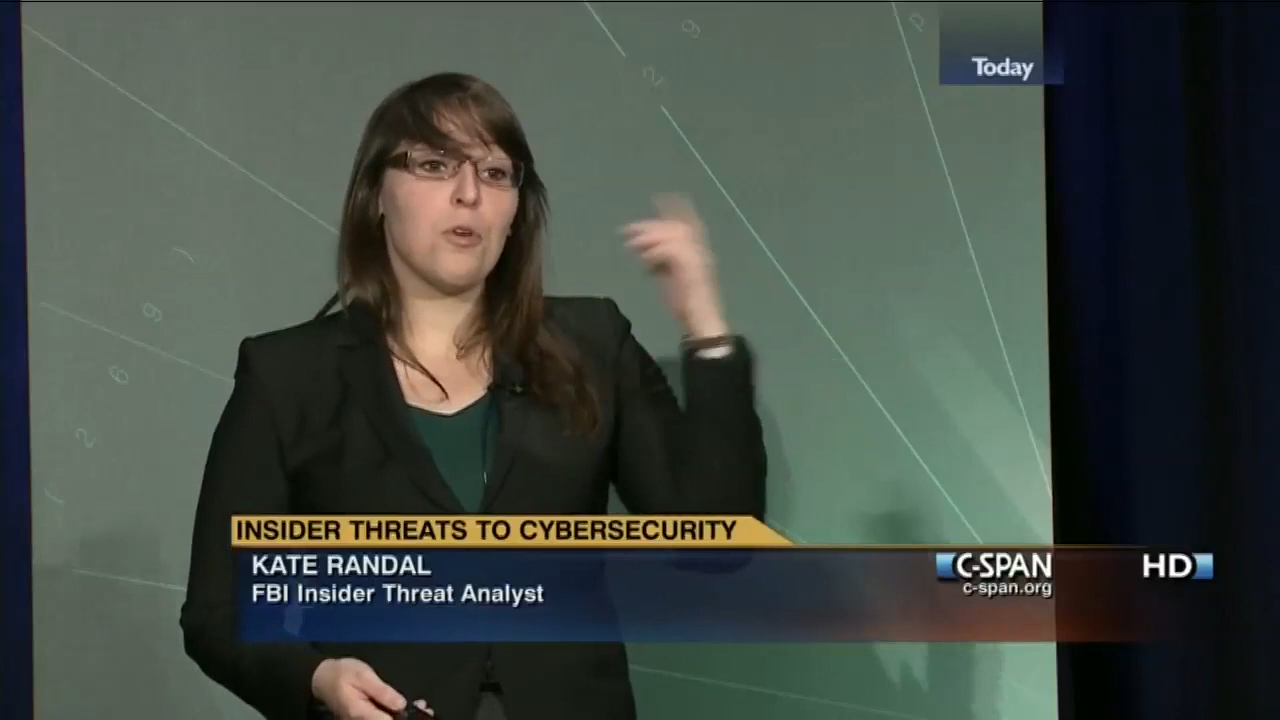 Today
INSIDER THREATS TO CYBERSECURITY
KATE RANDAL
FBI Insider Threat Analyst
C-SPAN
c-span.org
HD